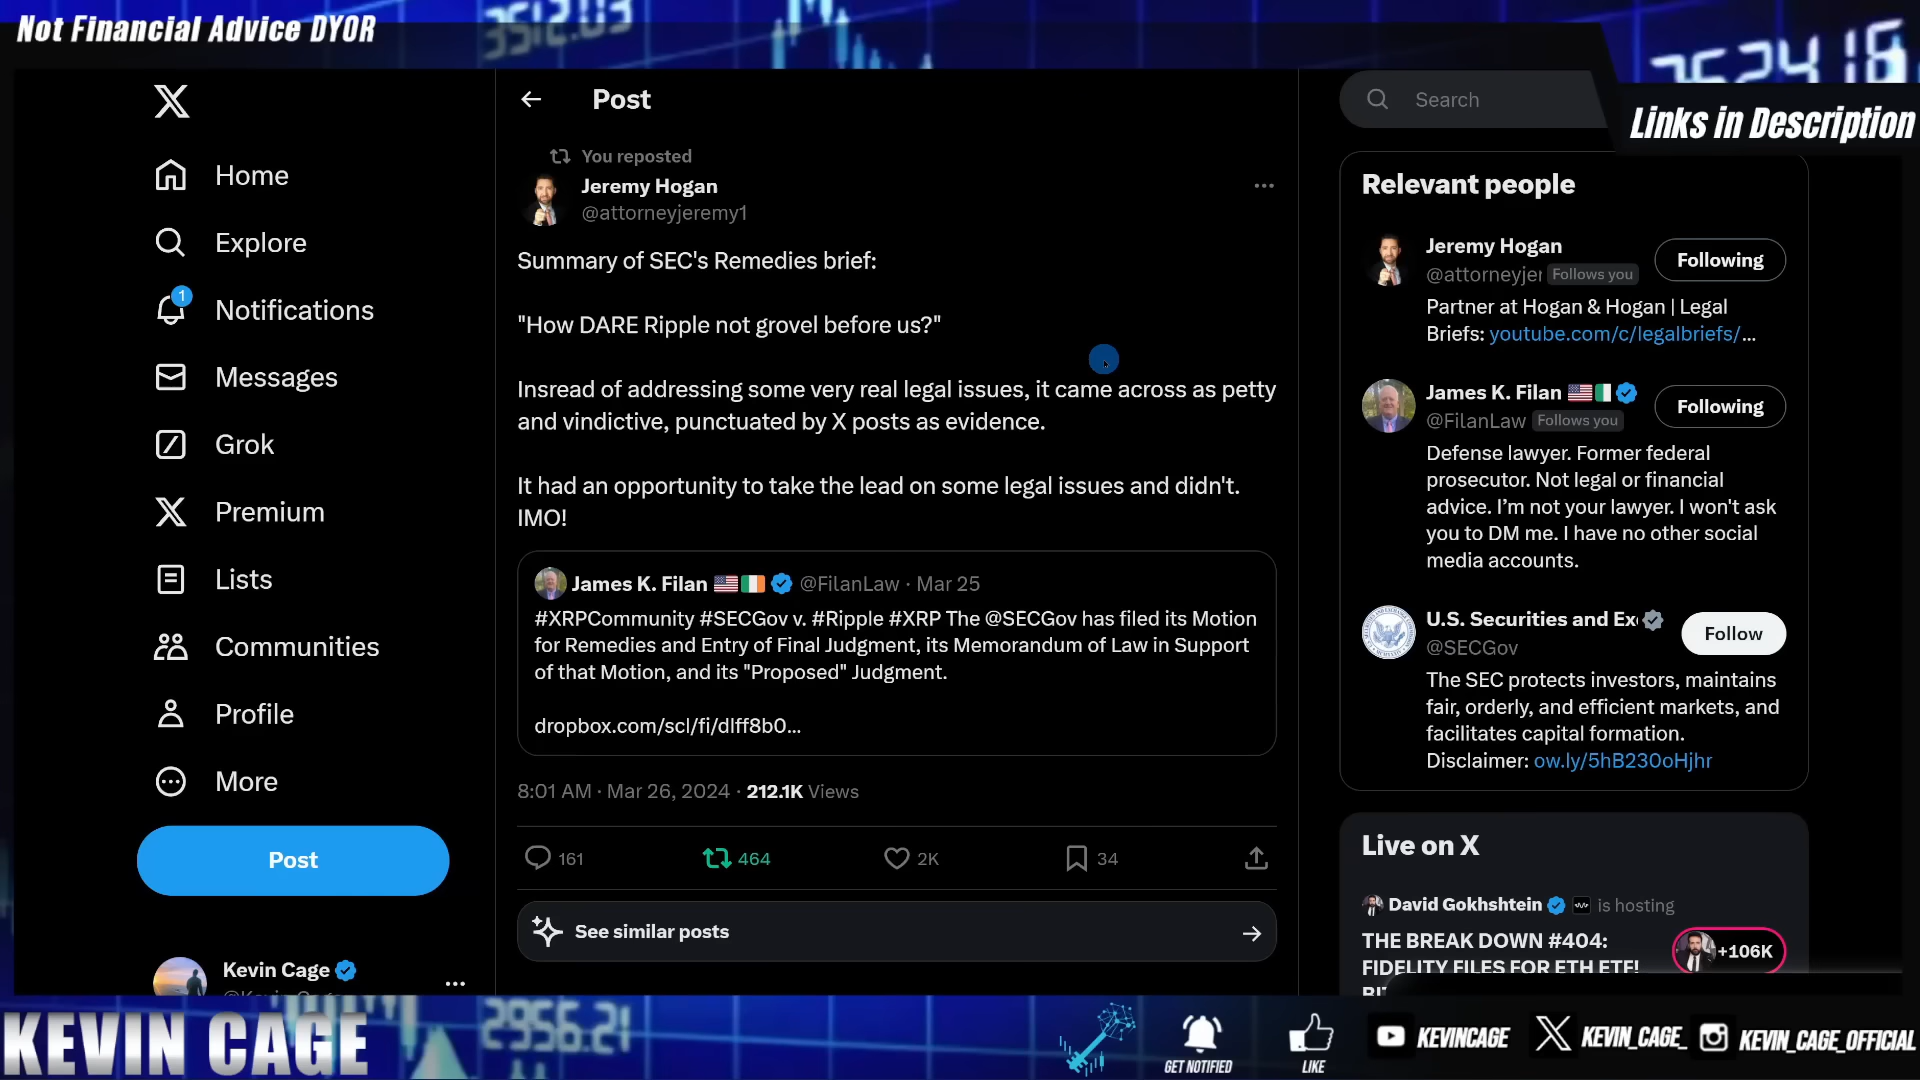 Not Financial Advice DYOR
3512.03
7524.18
Links in Description
Home
Explore
1
Notifications
Messages
Grok
Premium
Lists
Communities
Profile
More
Post
Kevin Cage
Post
You reposted
Jeremy Hogan
@attorneyjeremy1
Summary of SEC's Remedies brief:
"How DARE Ripple not grovel before us?"
Insread of addressing some very real legal issues, it came across as petty
and vindictive, punctuated by X posts as evidence.
It had an opportunity to take the lead on some legal issues and didn't.
IMO!
James K. Filan @FilanLaw · Mar 25
#XRPCommunity #SECGov v. #Ripple #XRP The @SECGov has filed its Motion
for Remedies and Entry of Final Judgment, its Memorandum of Law in Support
of that Motion, and its "Proposed" Judgment.
dropbox.com/scl/fi/dlff8b0...
8:01 AM · Mar 26, 2024 · 212.1K Views
161 464 2K 34
See similar posts
Search
Relevant people
Jeremy Hogan
@attorneyjer Follows you
Following
Partner at Hogan & Hogan | Legal
Briefs: youtube.com/c/legalbriefs/...
James K. Filan
@FilanLaw Follows you
Following
Defense lawyer. Former federal
prosecutor. Not legal or financial
advice. I'm not your lawyer. I won't ask
you to DM me. I have no other social
media accounts.
U.S. Securities and Ex
@SECGov
Follow
The SEC protects investors, maintains
fair, orderly, and efficient markets, and
facilitates capital formation.
Disclaimer: ow.ly/5hB230oHjhr
Live on X
David Gokhshtein is hosting
THE BREAK DOWN #404:
FIDELITY FILES FOR ETH ETF!
+106K
KEVIN CAGE
2956.21
GET NOTIFIED
LIKE
KEVINCAGE
KEVIN_CAGE_
KEVIN_CAGE_OFFICIAL